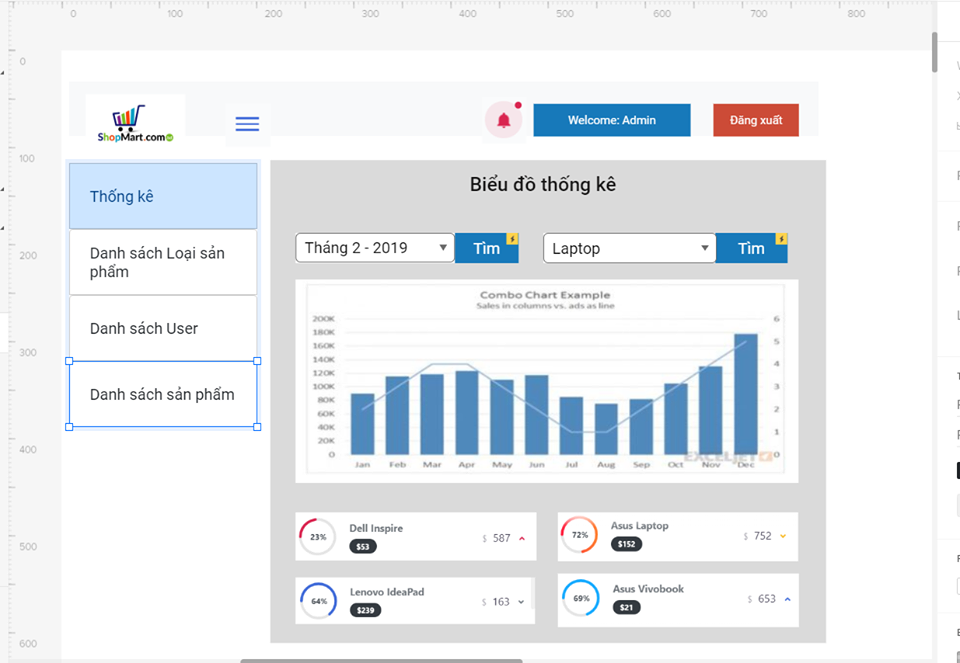 0 100 200 300 400 500 600 700 800
0
100
200
300
400
500
600
ShopMart.com
Welcome: Admin
Đăng xuất
Thống kê
Danh sách Loại sản
phẩm
Danh sách User
Danh sách sản phẩm
Biểu đồ thống kê
Tháng 2 - 2019
Tìm
Laptop
Tìm
Combo Chart Example
Sales in columns vs. ads as line
200K
180K
160K
140K
120K
100K
80K
60K
40K
20K
0
6
5
4
3
2
1
0
Jan Feb Mar Apr May Jun Jul Aug Sep Oct Nov Dec
EXCELJET
23%
Dell Inspire
$53
$ 587
72%
Asus Laptop
$152
$ 752
64%
Lenovo IdeaPad
$239
$ 163
69%
Asus Vivobook
$21
$ 653